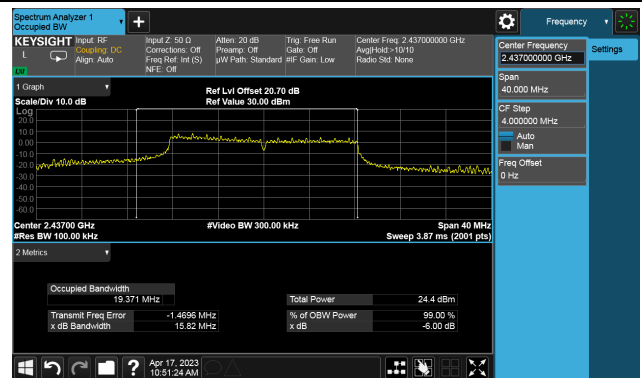 Spectrum Analyzer 1
Occupied BW
Frequency
KEYSIGHT
L
Input: RF
Coupling: DC
Align: Auto
Input Z: 50 Ω
Corrections: Off
Freq Ref: Int (S)
NFE: Off
Atten: 20 dB
Preamp: Off
µW Path: Standard
Trig: Free Run
Gate: Off
#IF Gain: Low
Center Freq: 2.437000000 GHz
Avg|Hold:>10/10
Radio Std: None
Center Frequency
2.437000000 GHz
Settings
Span
40.000 MHz
CF Step
4.000000 MHz
Auto
Man
Freq Offset
0 Hz
1 Graph
Scale/Div 10.0 dB
Ref Lvl Offset 20.70 dB
Ref Value 30.00 dBm
Log
20.0
10.0
0.00
-10.0
-20.0
-30.0
-40.0
-50.0
-60.0
Center 2.43700 GHz
#Res BW 100.00 kHz
#Video BW 300.00 kHz
Span 40 MHz
Sweep 3.87 ms (2001 pts)
2 Metrics
Occupied Bandwidth
19.371 MHz
Total Power 24.4 dBm
Transmit Freq Error -1.4696 MHz
% of OBW Power 99.00 %
x dB Bandwidth 15.82 MHz
x dB -6.00 dB
?
Apr 17, 2023
10:51:24 AM